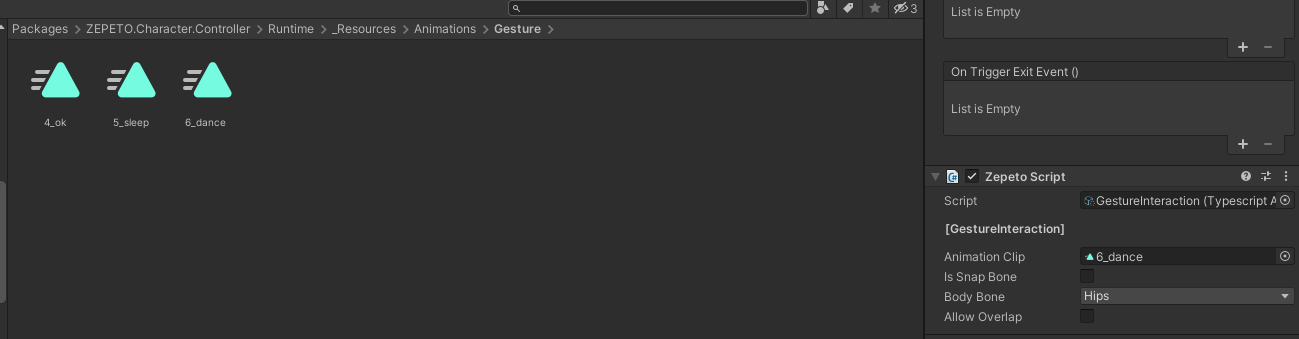 3
Packages > ZEPETO.Character.Controller > Runtime > _Resources > Animations > Gesture >
4_ok
5_sleep
6_dance
List is Empty
On Trigger Exit Event ()
List is Empty
Zepeto Script
Script
GestureInteraction (Typescript A
[GestureInteraction]
Animation Clip
6_dance
Is Snap Bone
Body Bone
Hips
Allow Overlap